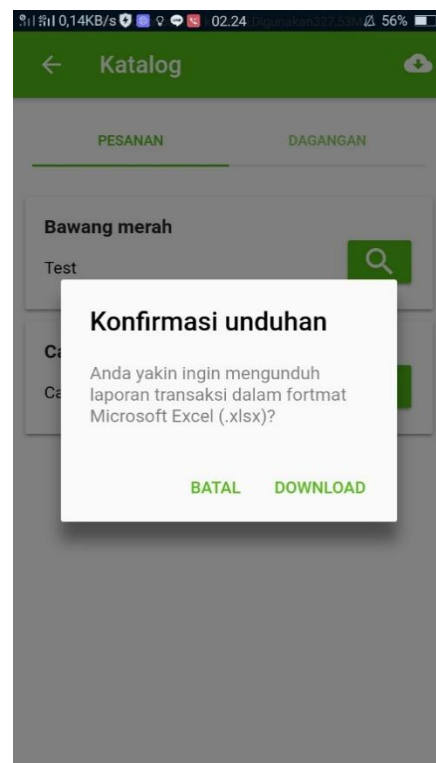 0,14KB/s 02.24 Digunakan327,53M 56%
Katalog
PESANAN DAGANGAN
Bawang merah
Test
Konfirmasi unduhan
Anda yakin ingin mengunduh
laporan transaksi dalam fortmat
Microsoft Excel (.xlsx)?
BATAL DOWNLOAD